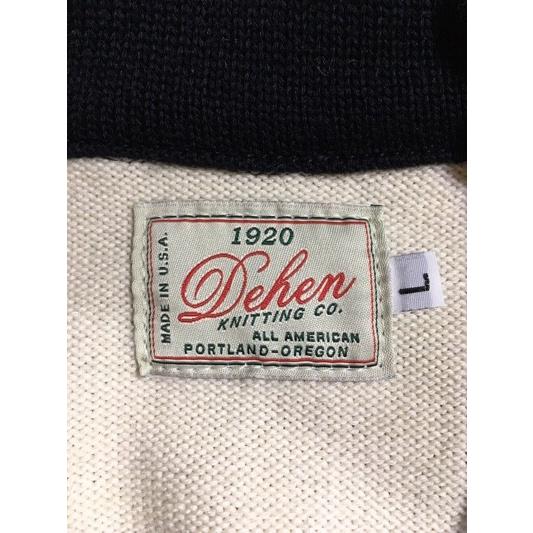 1920
Dehen
KNITTING CO.
ALL AMERICAN
PORTLAND-OREGON
MADE IN U.S.A.
L